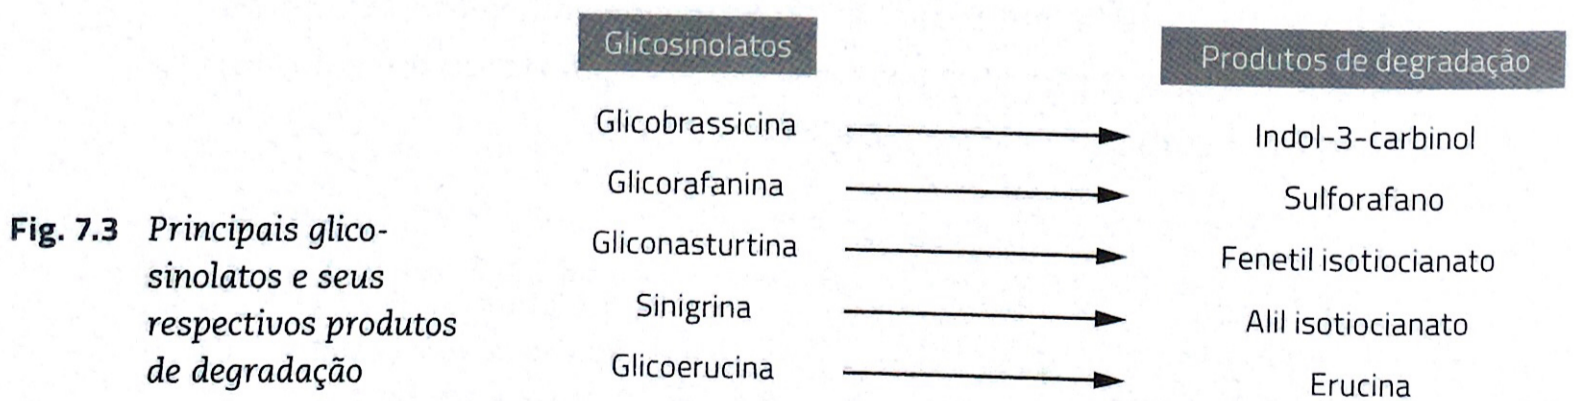 Glicosinolatos
Produtos de degradação
Glicobrassicina
Indol-3-carbinol
Glicorafanina
Sulforafano
Gliconasturtina
Fenetil isotiocianato
Sinigrina
Alil isotiocianato
Glicoerucina
Erucina
Fig. 7.3 Principais glico-
sinolatos e seus
respectivos produtos
de degradação